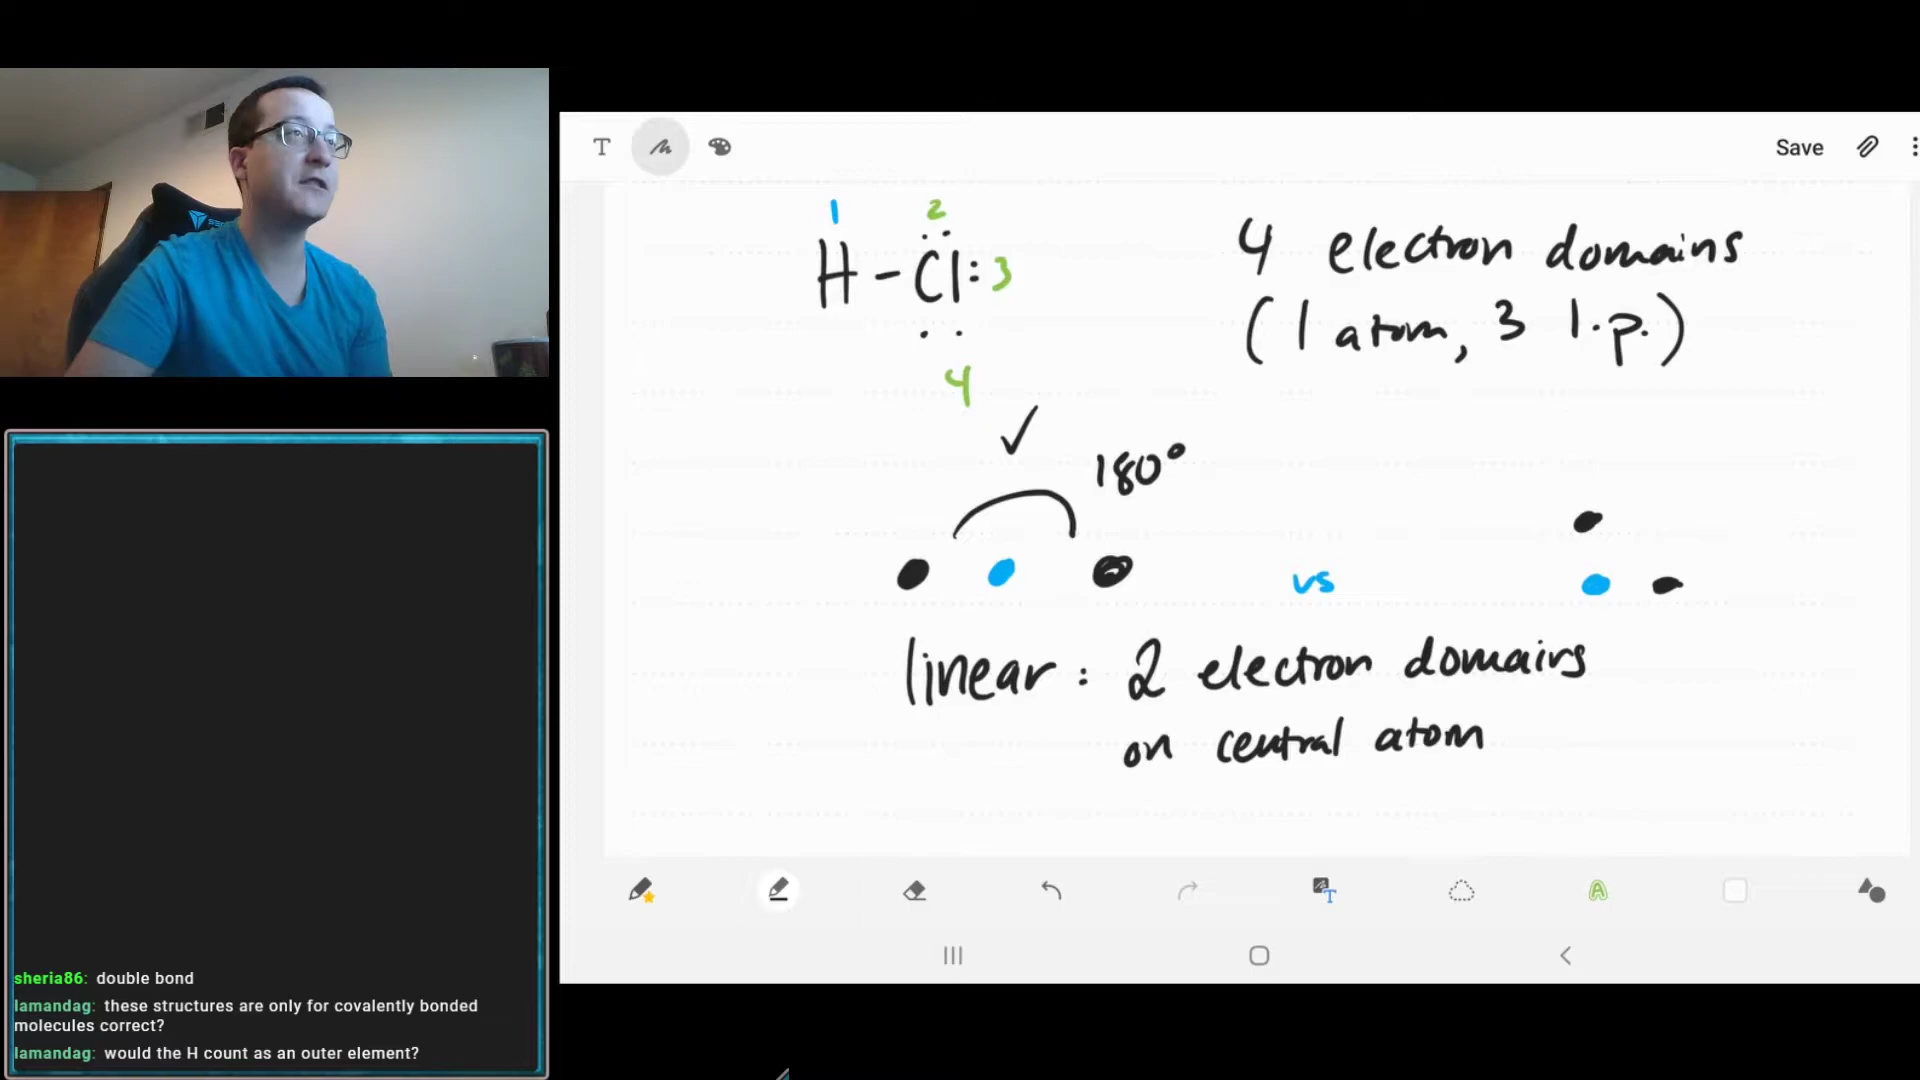 T
Save
1
2
H - Cl: 3
4
4 electron domains
(1 atom, 3 l.p.)
180°
vs
linear: 2 electron domains
on central atom
T
A
sheria86: double bond
lamandag: these structures are only for covalently bonded
molecules correct?
lamandag: would the H count as an outer element?